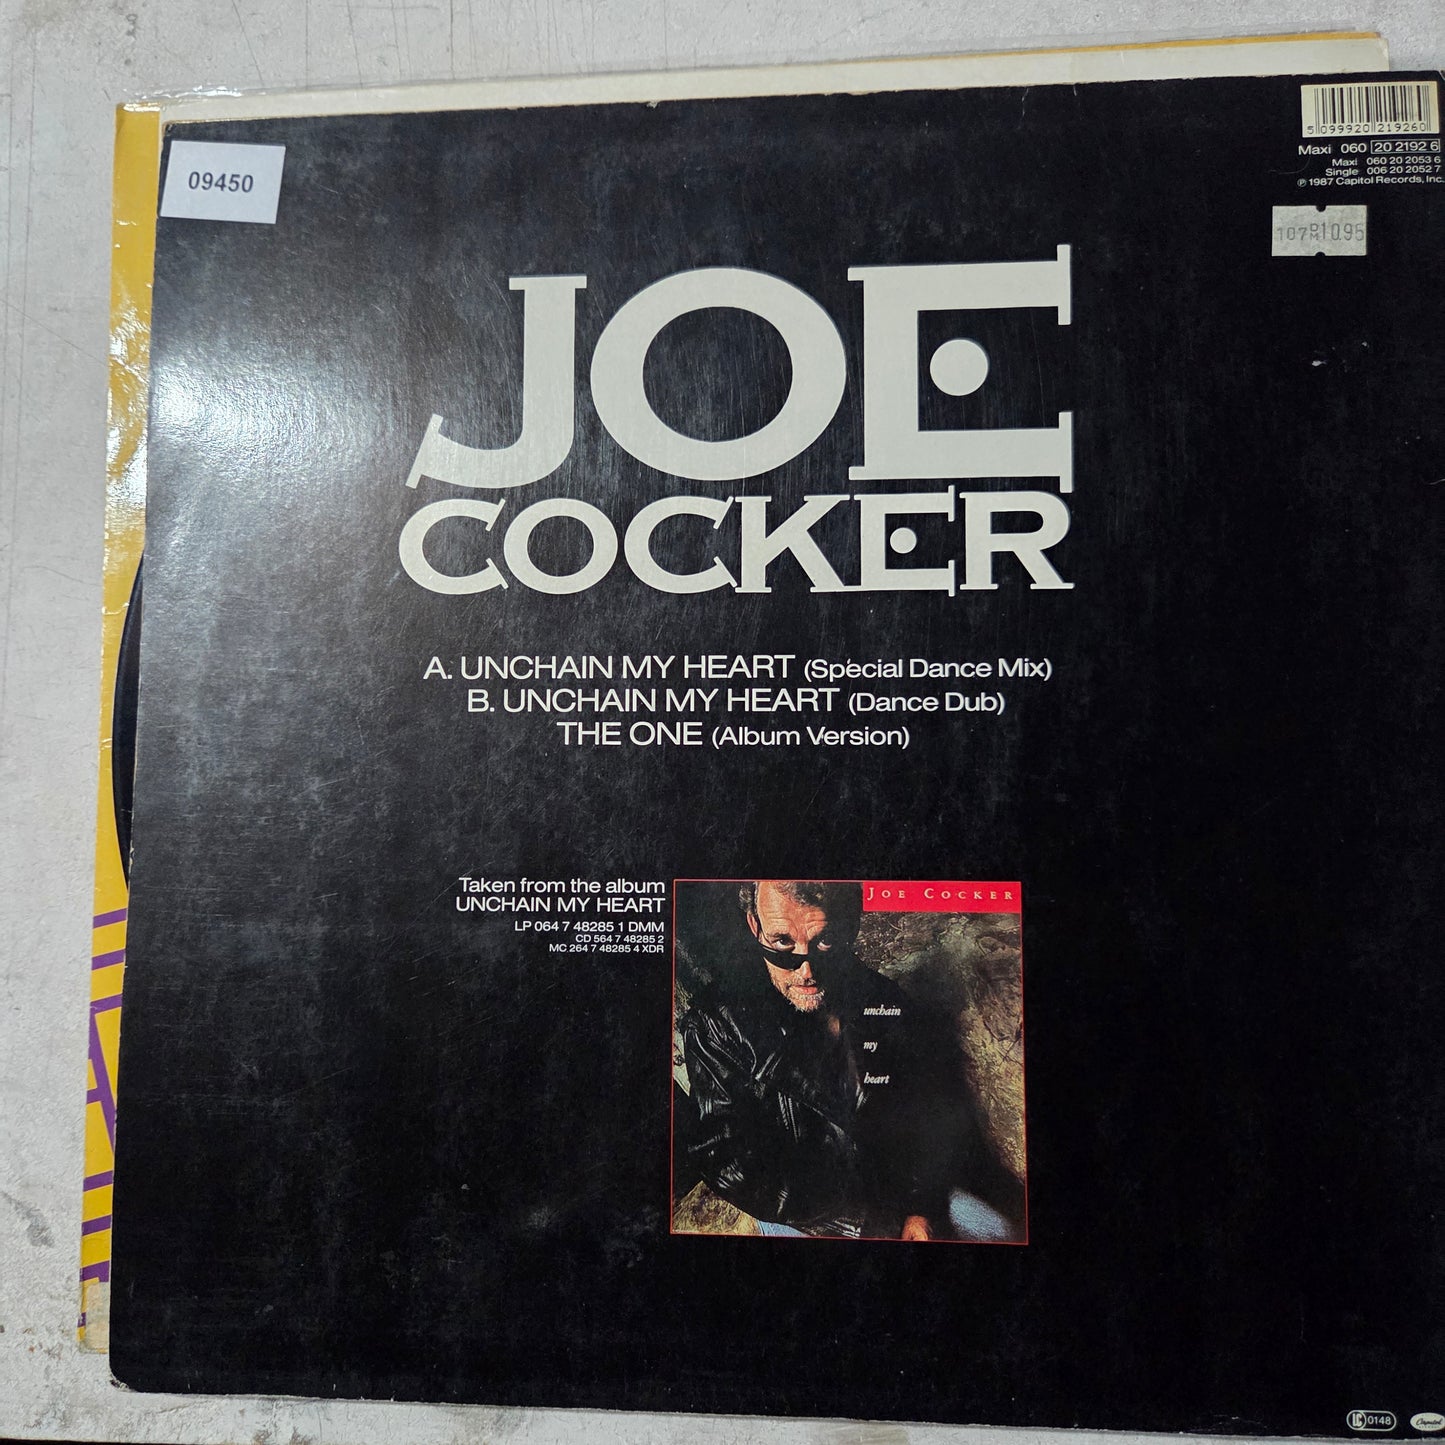 5 099920 219260
Maxi 060 20 2192 6
Maxi 060 20 2053 6
Single 006 20 2052 7
℗ 1987 Capitol Records, Inc.
09450
JOE
COCKER
A. UNCHAIN MY HEART (Special Dance Mix)
B. UNCHAIN MY HEART (Dance Dub)
THE ONE (Album Version)
Taken from the album
UNCHAIN MY HEART
LP 064 7 48285 1 DMM
CD 564 7 48285 2
MC 264 7 48285 4 XDR
JOE COCKER
unchain
my
heart
LC 0148
Capitol